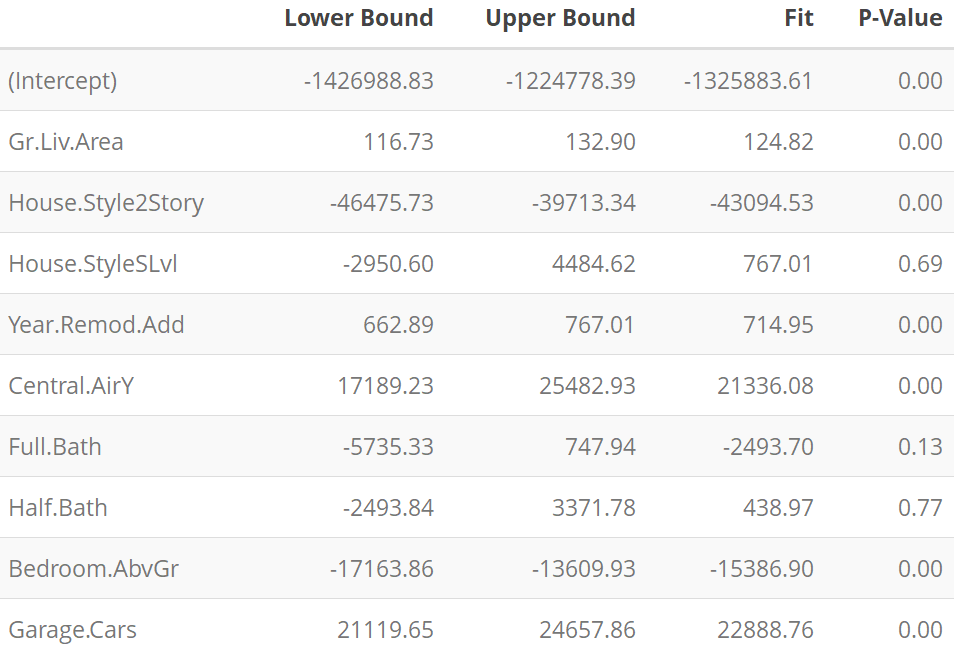 Lower Bound Upper Bound Fit P-Value
(Intercept) -1426988.83 -1224778.39 -1325883.61 0.00
Gr.Liv.Area 116.73 132.90 124.82 0.00
House.Style2Story -46475.73 -39713.34 -43094.53 0.00
House.StyleSLvl -2950.60 4484.62 767.01 0.69
Year.Remod.Add 662.89 767.01 714.95 0.00
Central.AirY 17189.23 25482.93 21336.08 0.00
Full.Bath -5735.33 747.94 -2493.70 0.13
Half.Bath -2493.84 3371.78 438.97 0.77
Bedroom.AbvGr -17163.86 -13609.93 -15386.90 0.00
Garage.Cars 21119.65 24657.86 22888.76 0.00